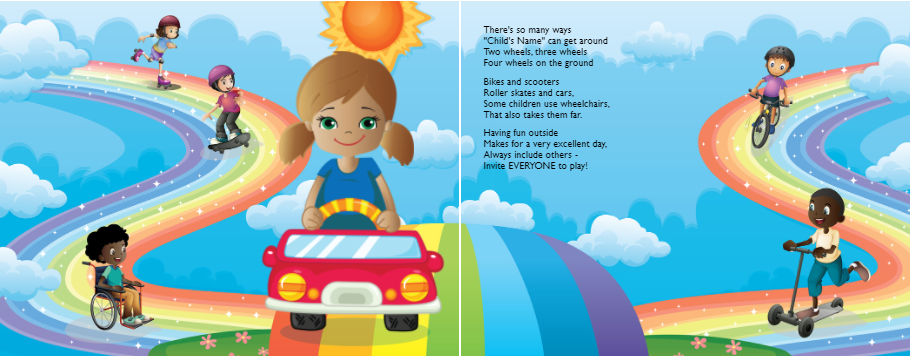 There's so many ways
"Child's Name" can get around
Two wheels, three wheels
Four wheels on the ground
Bikes and scooters
Roller skates and cars,
Some children use wheelchairs,
That also takes them far.
Having fun outside
Makes for a very excellent day,
Always include others -
Invite EVERYONE to play!